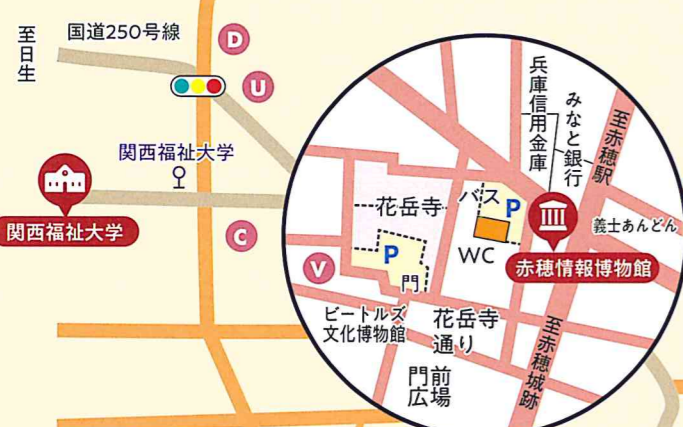 至日生
国道250号線
D
U
関西福祉大学
関西福祉大学
C
V
兵庫信用金庫
みなと銀行
至赤穂駅
花岳寺
バス
P
P
WC
門
義士あんどん
赤穂情報博物館
ビートルズ
文化博物館
花岳寺
通り
門前
広場
至赤穂城跡